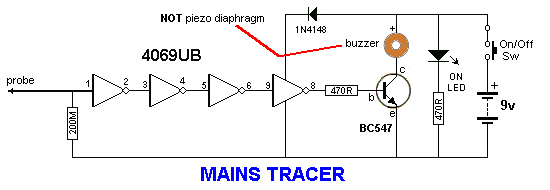 NOT piezo diaphragm
1N4148
4069UB
buzzer
+
On/Off
Sw
probe
1
2
3
4
5
6
9
8
470R
b
c
e
ON
LED
+
9v
200M
BC547
470R
MAINS TRACER